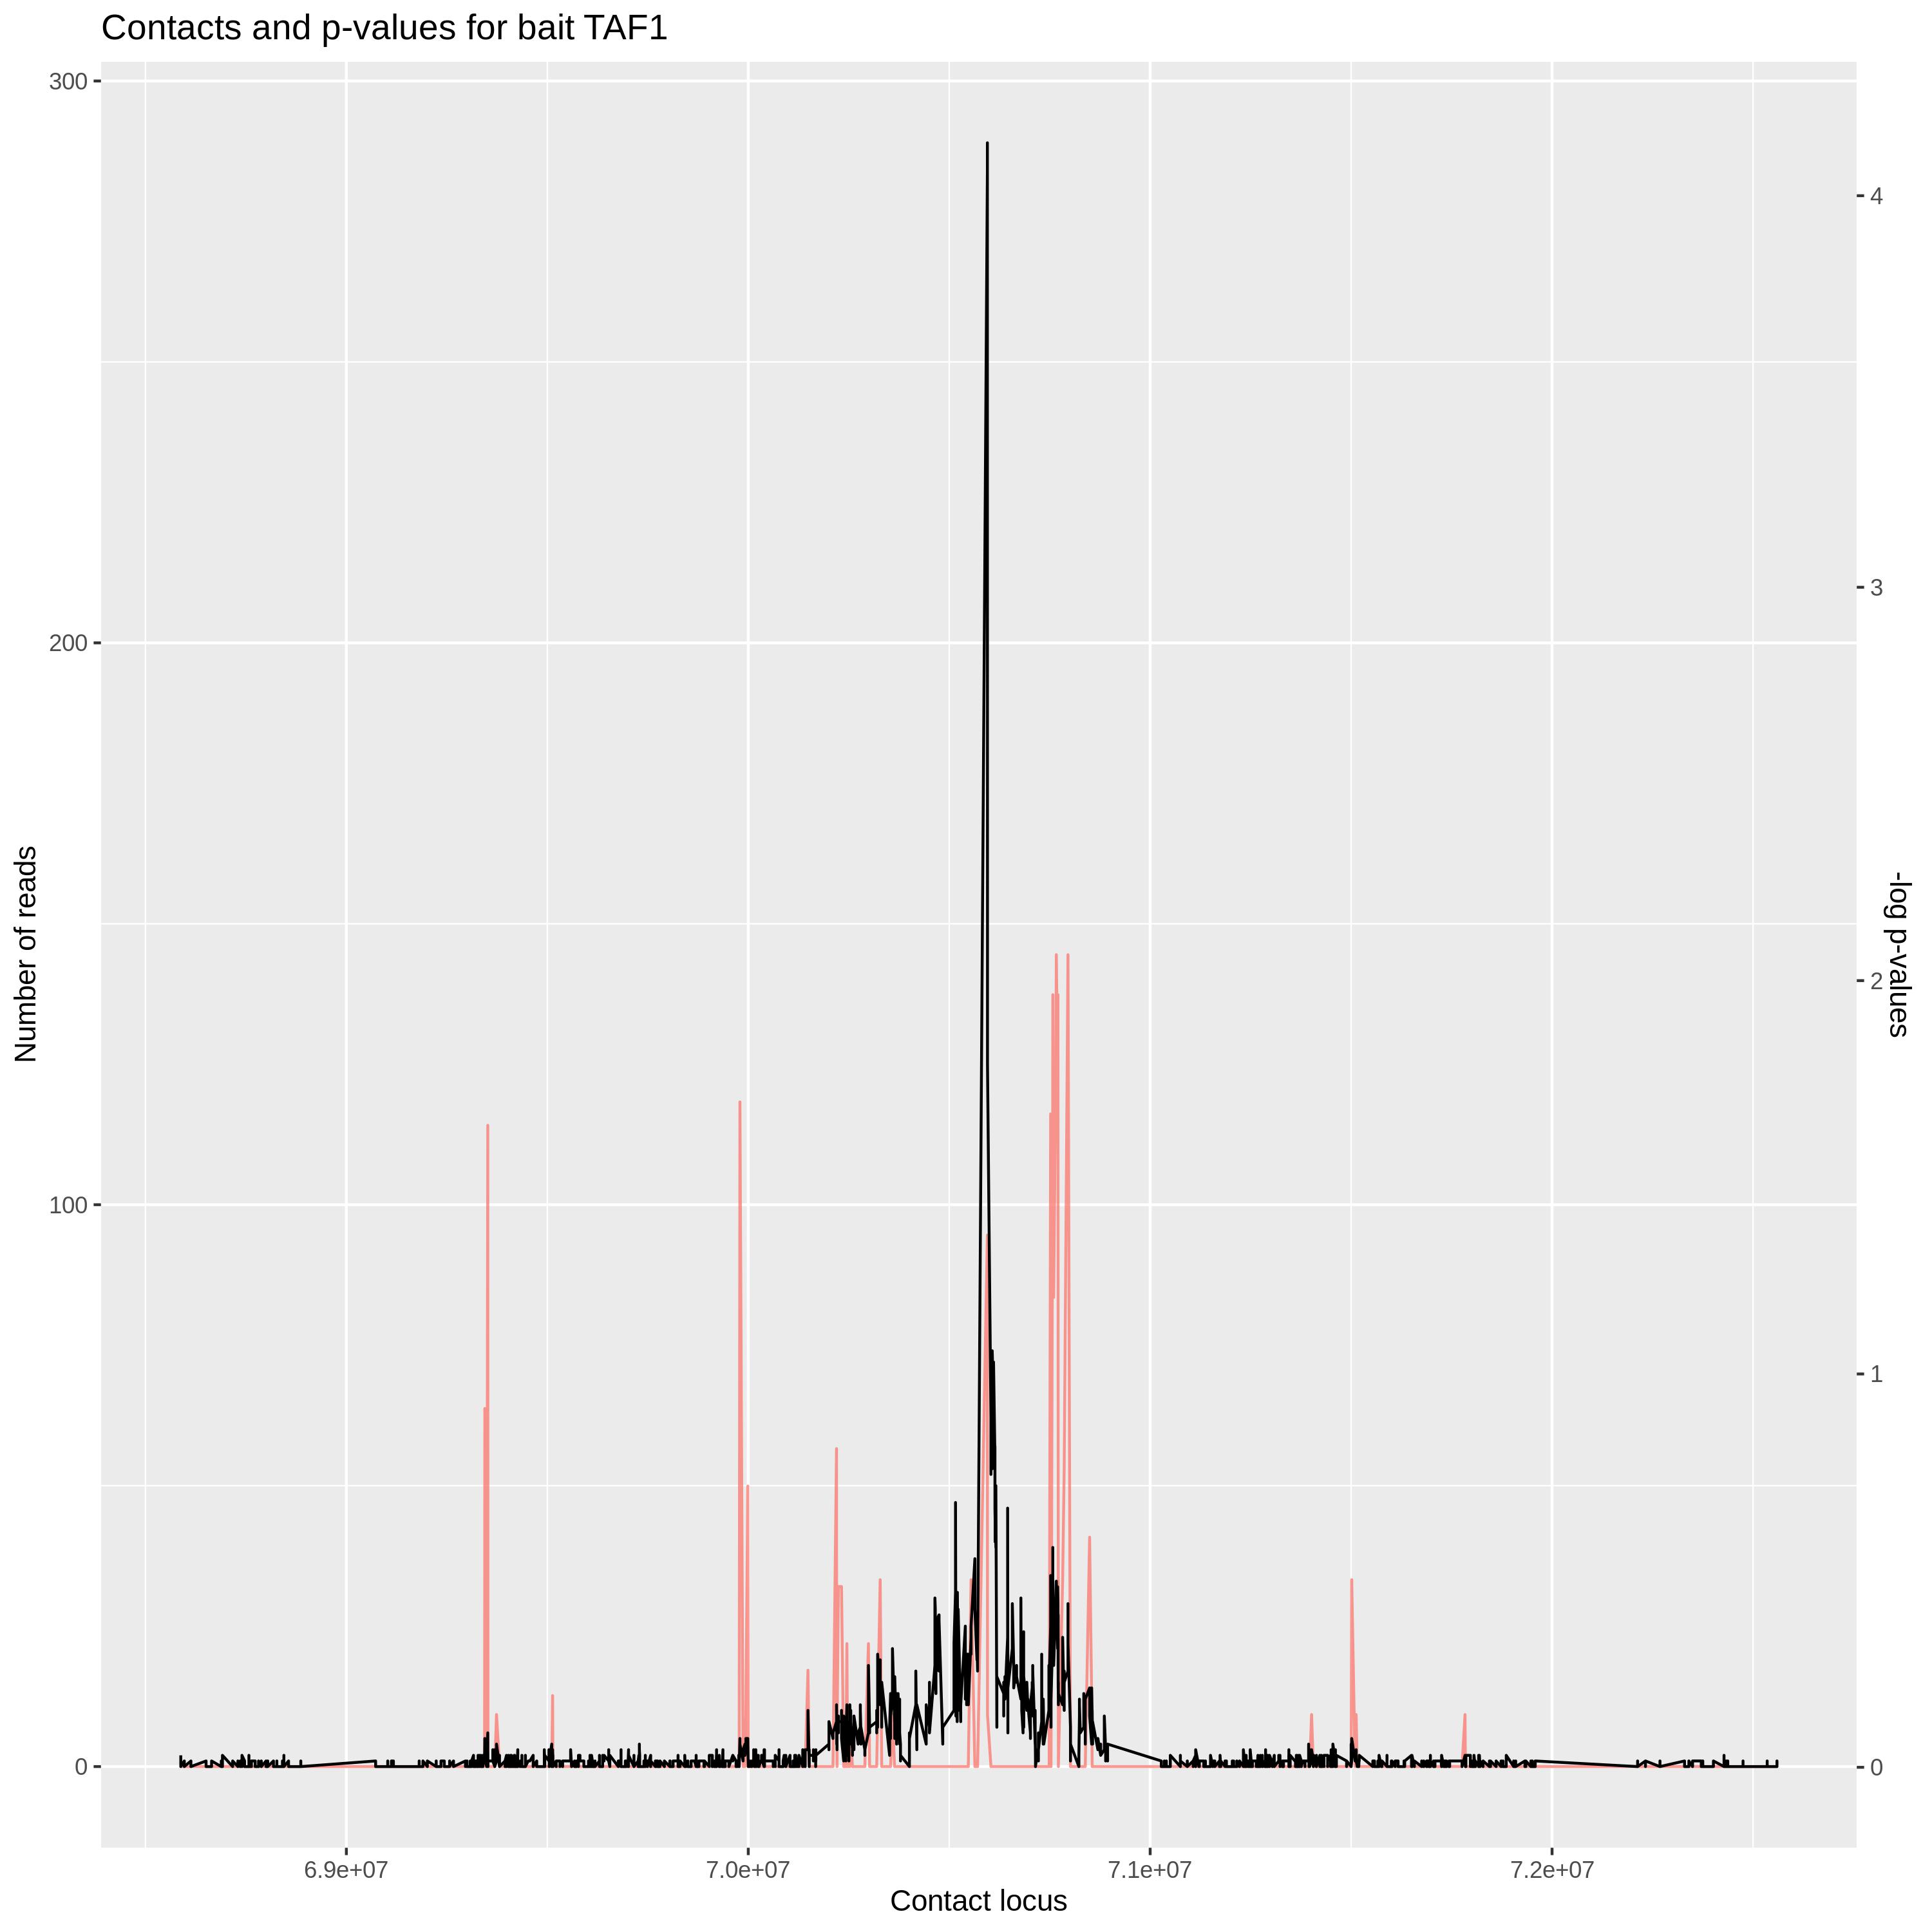 Contacts and p-values for bait TAF1
300
200
100
0
Number of reads
4
3
2
1
0
-log p-values
6.9e+07 7.0e+07 7.1e+07 7.2e+07
Contact locus